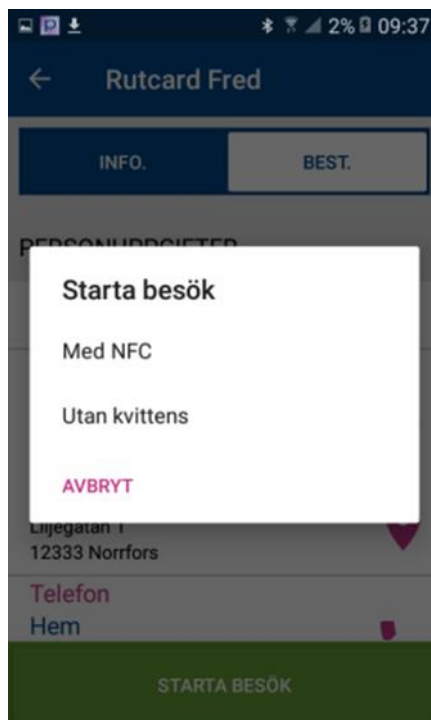 2% 09:37
Rutcard Fred
INFO. BEST.
PERSONUPPGIFTER
Starta besök
Med NFC
Utan kvittens
AVBRYT
Liljegatan 1
12333 Norrfors
Telefon
Hem
STARTA BESÖK